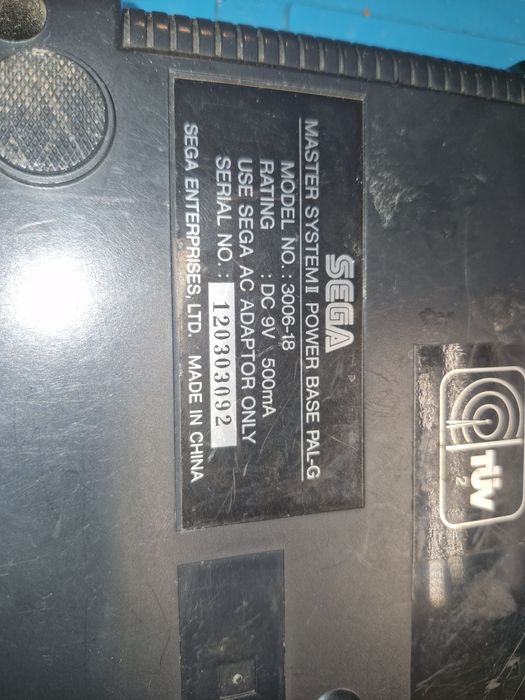 SEGA
MASTER SYSTEM II POWER BASE PAL-G
MODEL NO.: 3006-18
RATING : DC 9V 500mA
USE SEGA AC ADAPTOR ONLY
SERIAL NO.: 120303092
SEGA ENTERPRISES, LTD. MADE IN CHINA
TÜV
2